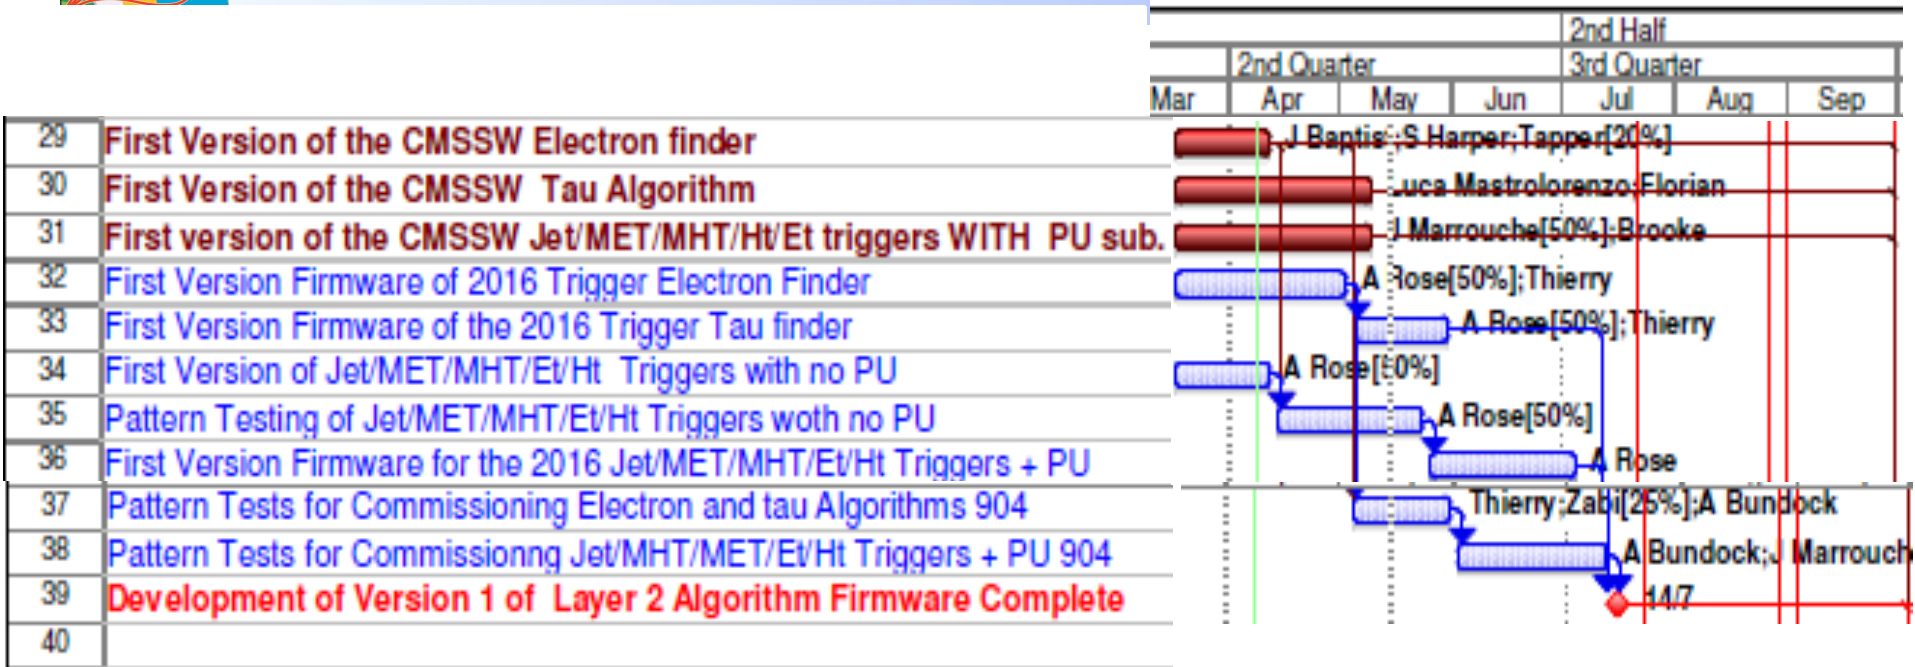 2nd Half
2nd Quarter 3rd Quarter
Mar Apr May Jun Jul Aug Sep
29 First Version of the CMSSW Electron finder J Baptis ;S Harper;Tapper[20%]
30 First Version of the CMSSW Tau Algorithm Luca Mastrolorenzo;Florian
31 First version of the CMSSW Jet/MET/MHT/Ht/Et triggers WITH PU sub. J Marrouche[50%];Brooke
32 First Version Firmware of 2016 Trigger Electron Finder A Rose[50%];Thierry
33 First Version Firmware of the 2016 Trigger Tau finder A Rose[50%];Thierry
34 First Version of Jet/MET/MHT/Et/Ht Triggers with no PU A Rose[50%]
35 Pattern Testing of Jet/MET/MHT/Et/Ht Triggers woth no PU A Rose[50%]
36 First Version Firmware for the 2016 Jet/MET/MHT/Et/Ht Triggers + PU A Rose
37 Pattern Tests for Commissioning Electron and tau Algorithms 904 Thierry;Zabi[25%];A Bundock
38 Pattern Tests for Commissionng Jet/MHT/MET/Et/Ht Triggers + PU 904 A Bundock;J Marrouch
39 Development of Version 1 of Layer 2 Algorithm Firmware Complete 14/7
40